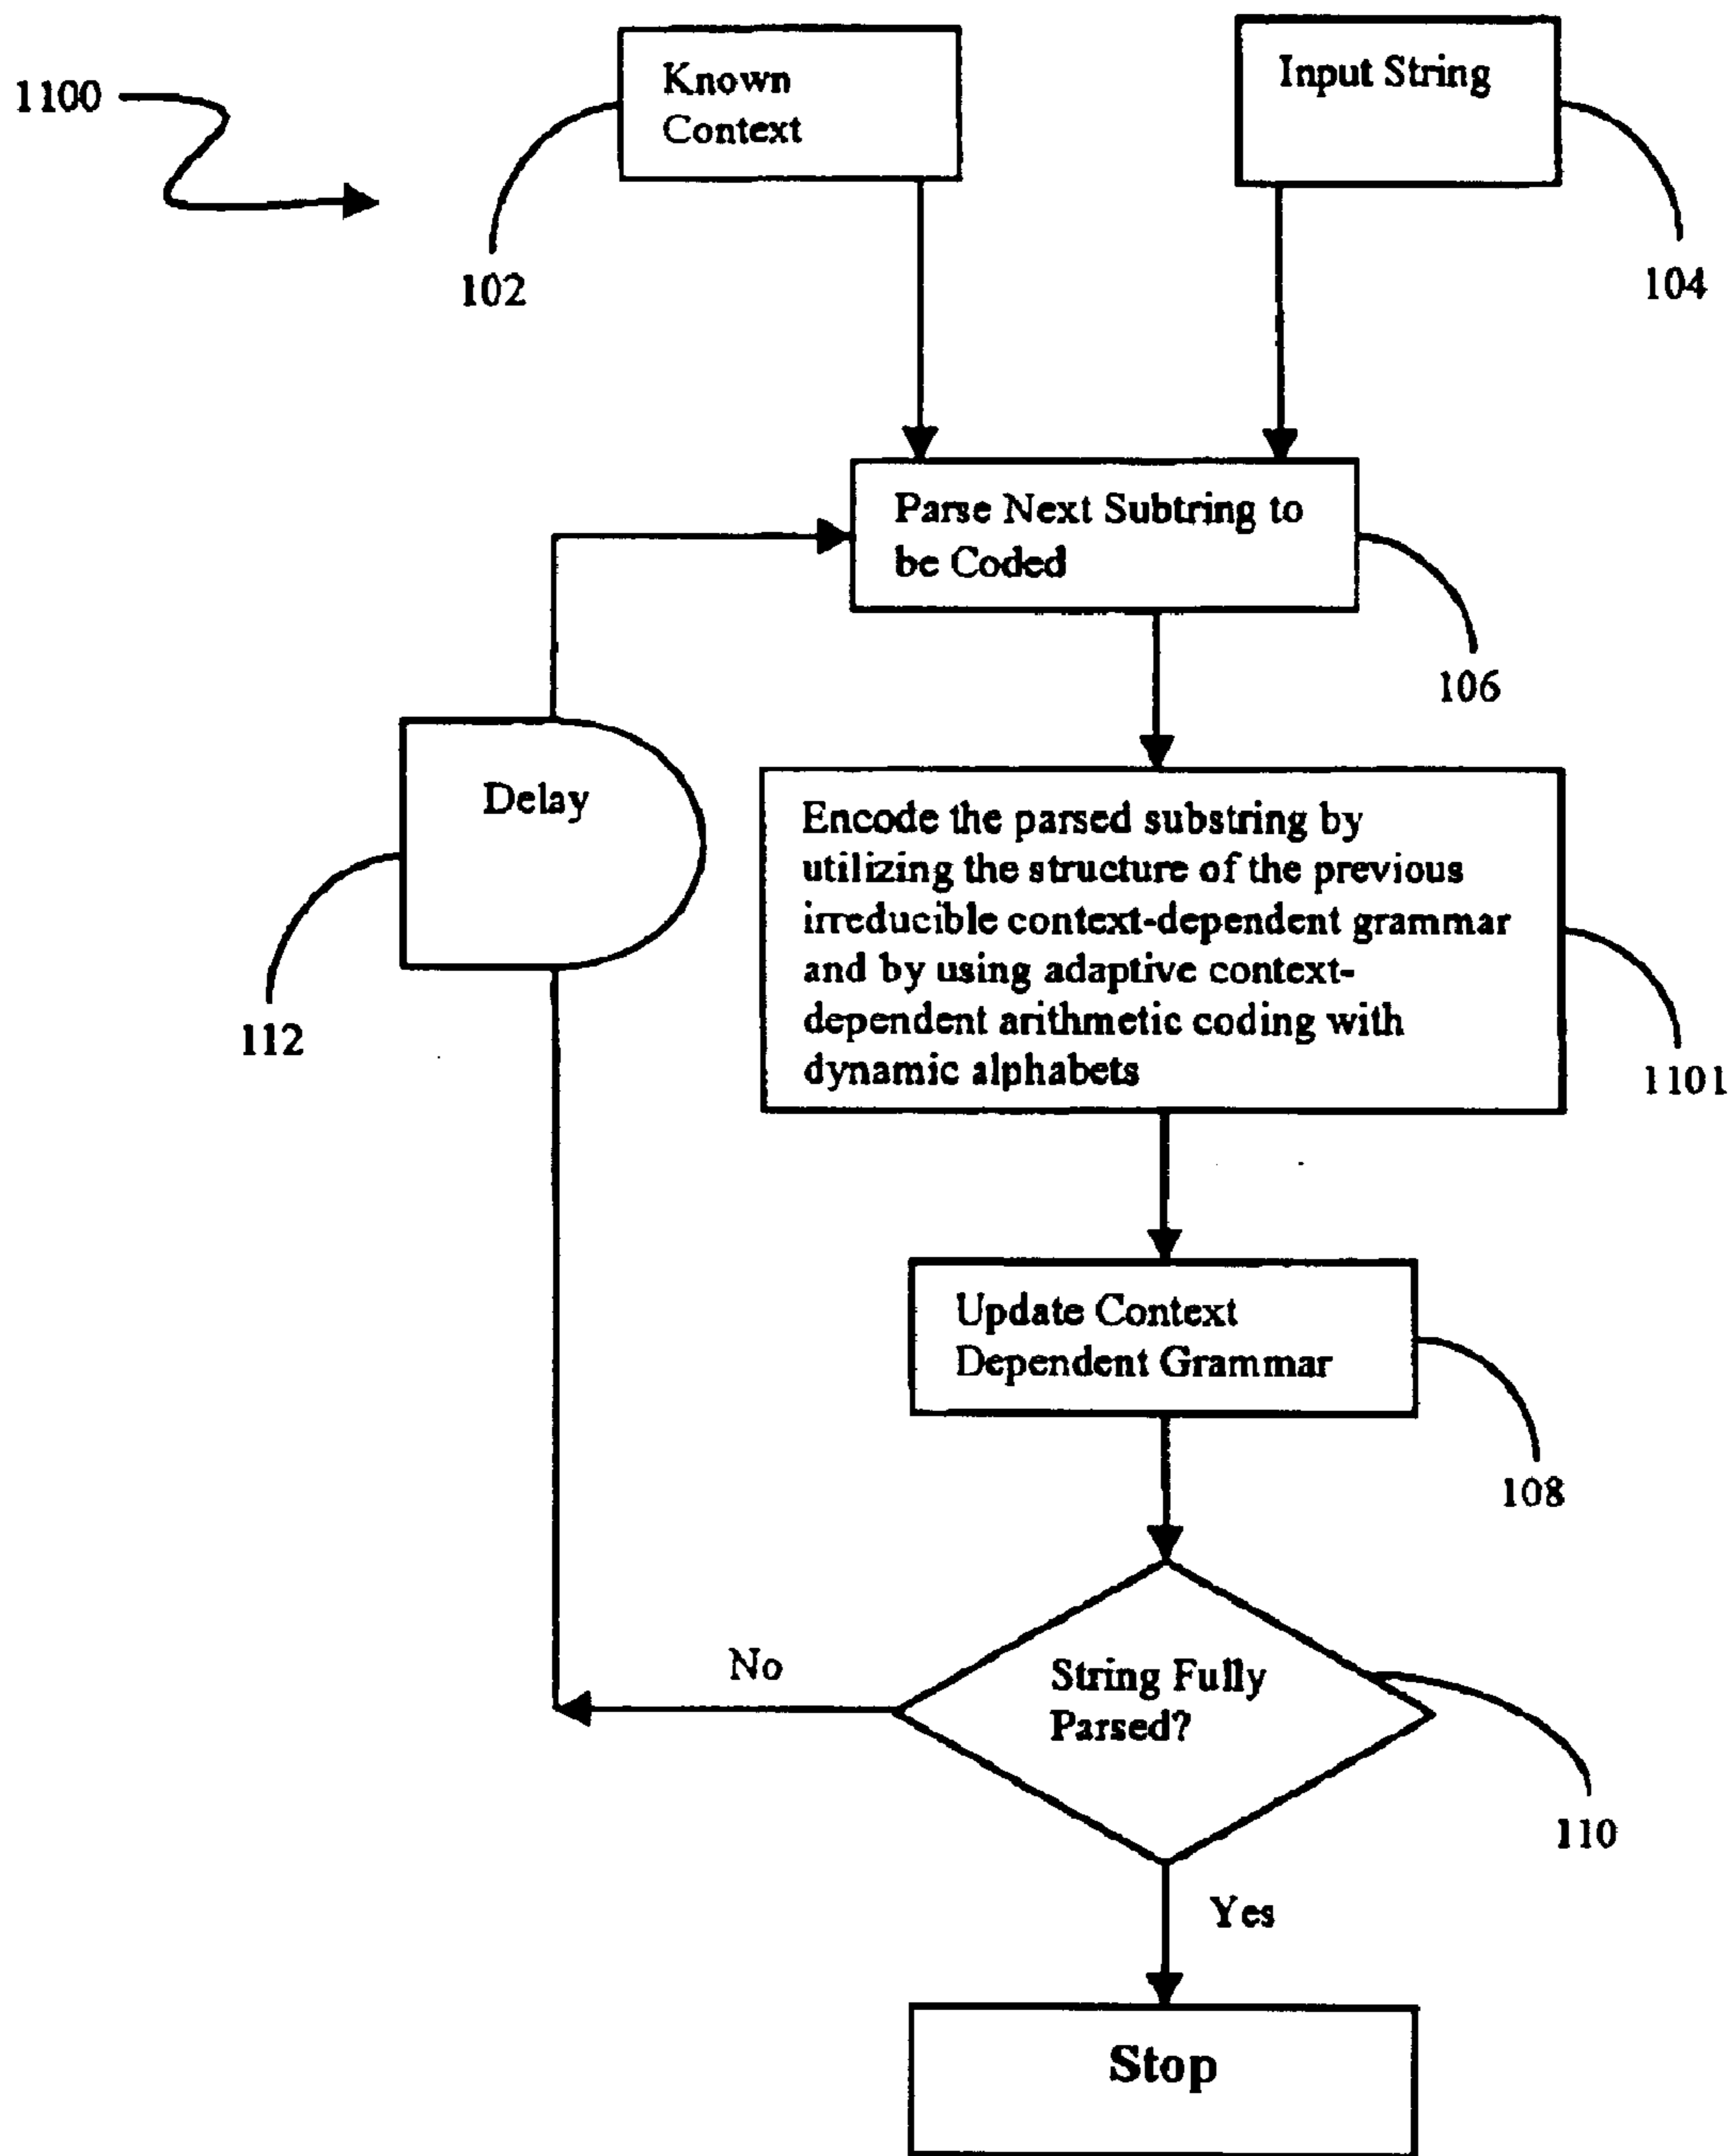 1100
Known
Context
Input String
102
104
Parse Next Subtring to
be Coded
106
Delay
112
Encode the parsed substring by
utilizing the structure of the previous
irreducible context-dependent grammar
and by using adaptive context-
dependent arithmetic coding with
dynamic alphabets
1101
Update Context
Dependent Grammar
108
No
String Fully
Parsed?
110
Yes
Stop